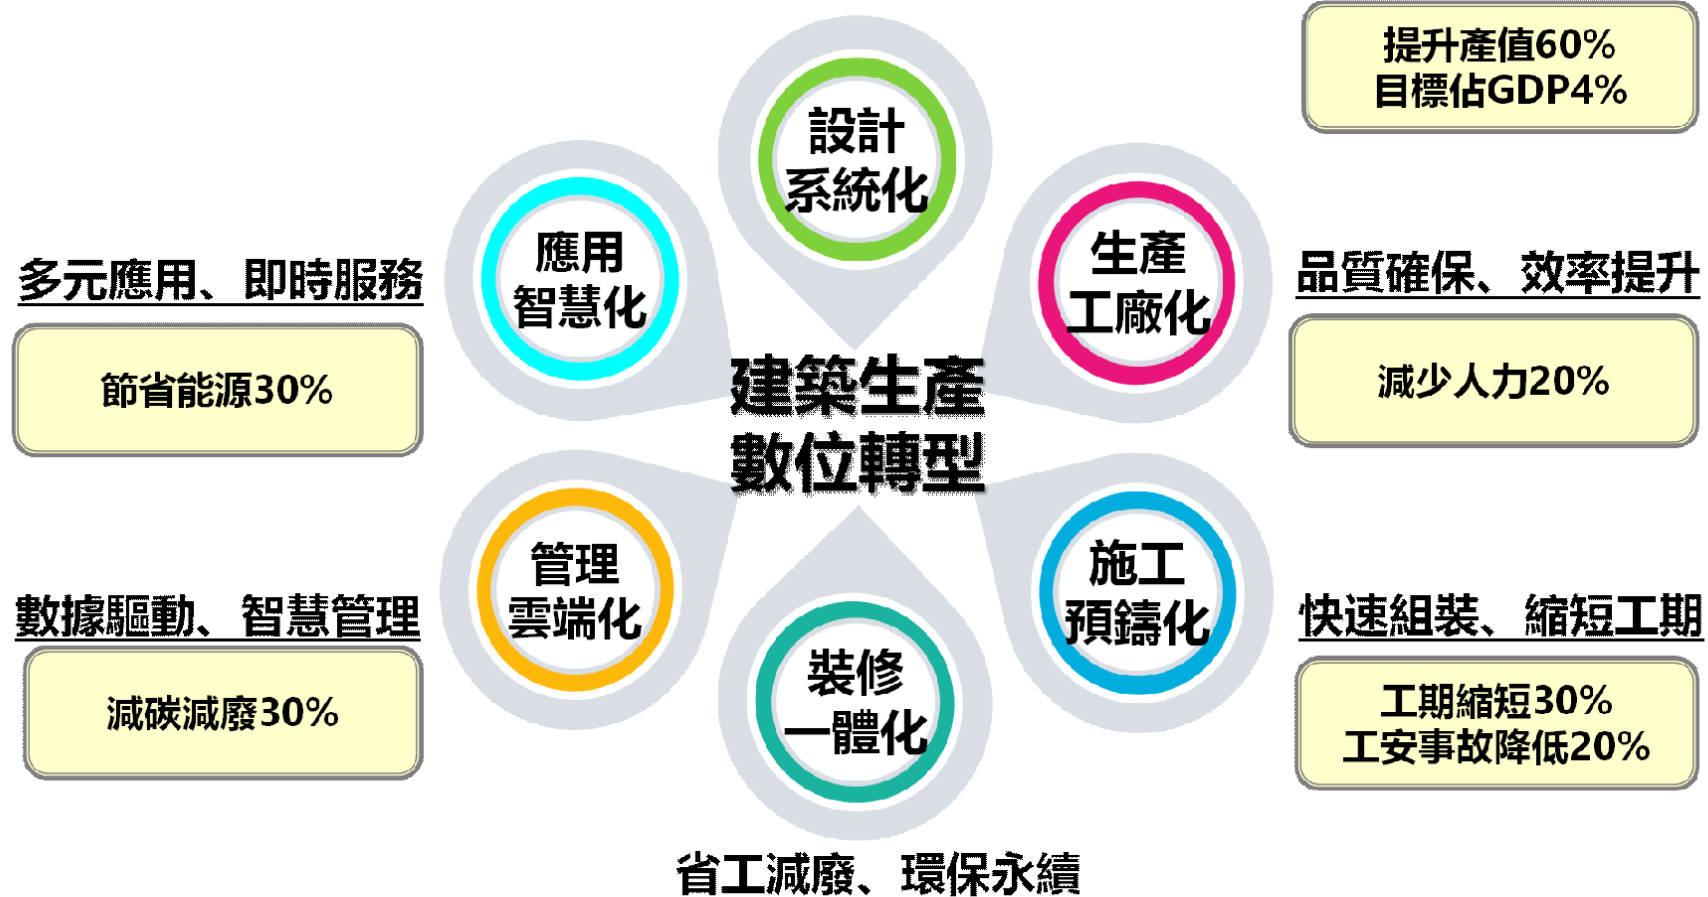 提升產值60%
目標佔GDP4%
設計
系統化
應用
智慧化
生產
工廠化
多元應用、即時服務
節省能源30%
品質確保、效率提升
減少人力20%
建築生產
數位轉型
管理
雲端化
施工
預鑄化
數據驅動、智慧管理
減碳減廢30%
快速組裝、縮短工期
工期縮短30%
工安事故降低20%
裝修
一體化
省工減廢、環保永續